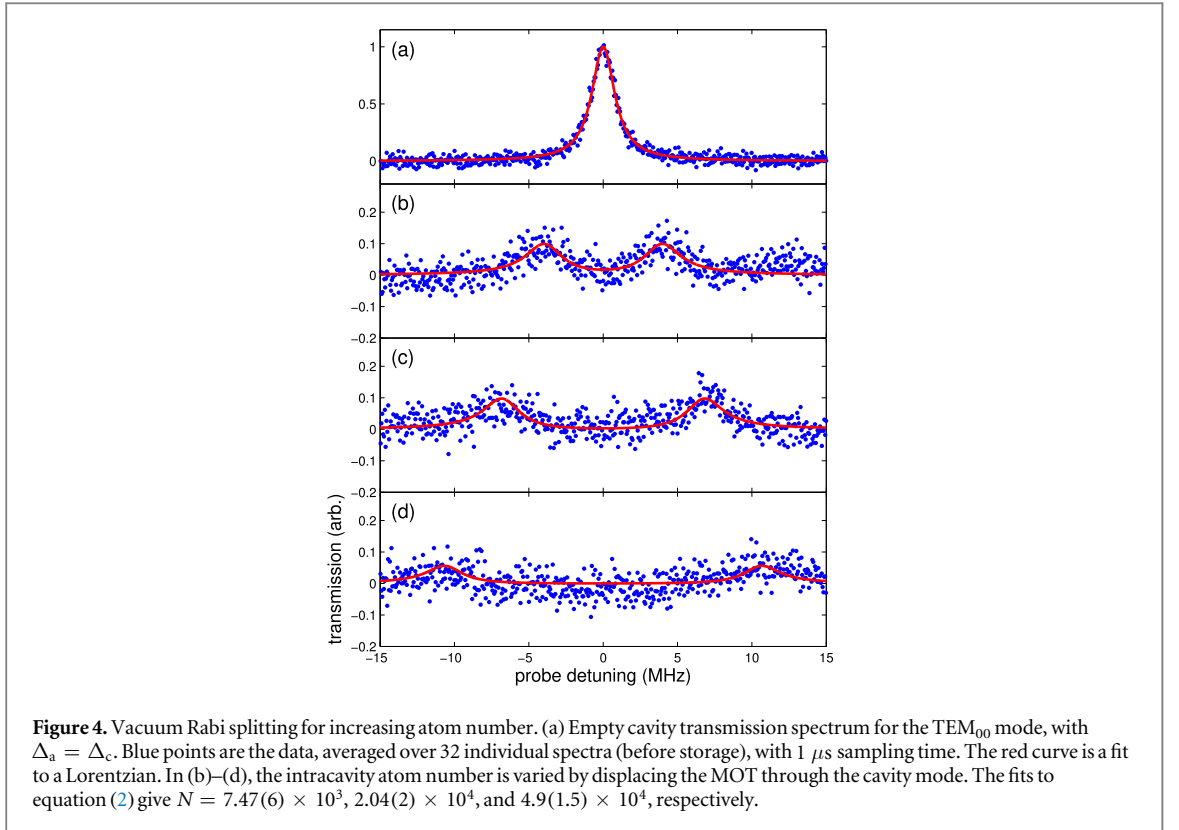 (a)
1
0.5
0
(b)
0.2
0.1
0
−0.1
−0.2
(c)
0.2
0.1
0
−0.1
−0.2
(d)
0.2
0.1
0
−0.1
−0.2
transmission (arb.)
−15 −10 −5 0 5 10 15
probe detuning (MHz)
Figure 4. Vacuum Rabi splitting for increasing atom number. (a) Empty cavity transmission spectrum for the TEM₀₀ mode, with
Δₐ = Δ_c. Blue points are the data, averaged over 32 individual spectra (before storage), with 1 μs sampling time. The red curve is a fit
to a Lorentzian. In (b)–(d), the intracavity atom number is varied by displacing the MOT through the cavity mode. The fits to
equation (2) give N = 7.47(6) × 10³, 2.04(2) × 10⁴, and 4.9(1.5) × 10⁴, respectively.